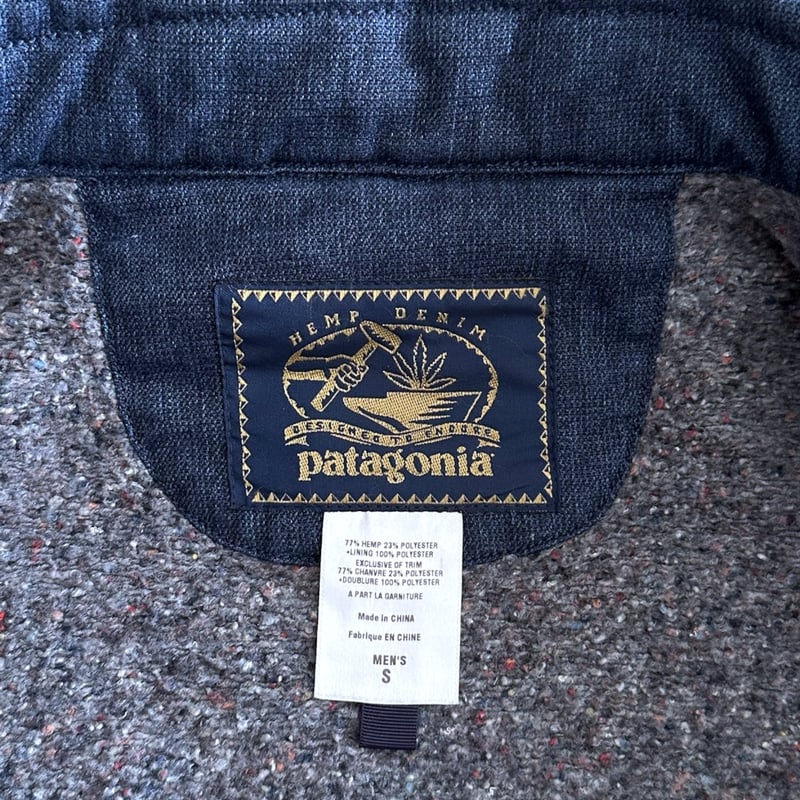 HEMP DENIM
DESIGNED TO ENDURE
patagonia
77% HEMP 23% POLYESTER
•LINING 100% POLYESTER
EXCLUSIVE OF TRIM
77% CHANVRE 23% POLYESTER
•DOUBLURE 100% POLYESTER
A PART LA GARNITURE
Made in CHINA
Fabriqué EN CHINE
MEN'S
S